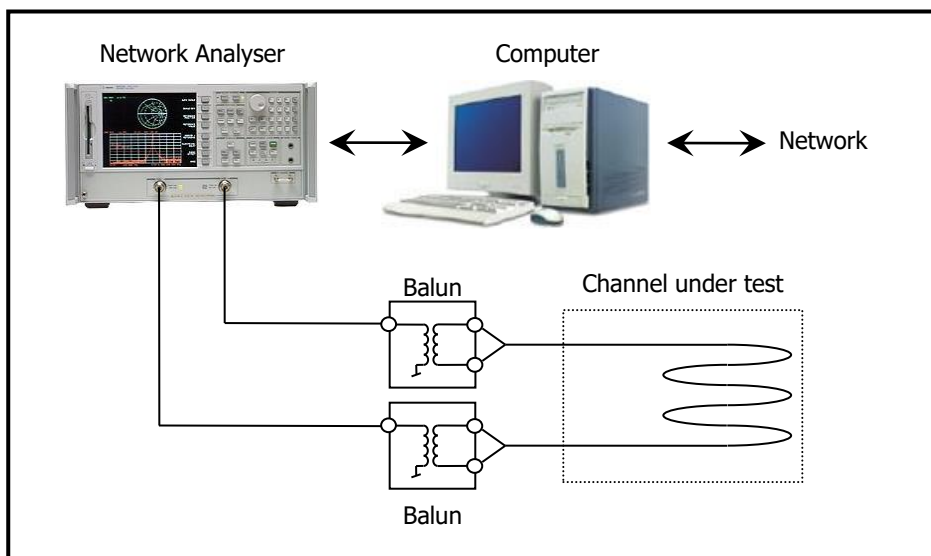 Network Analyser
Computer
Network
Balun
Channel under test
Balun